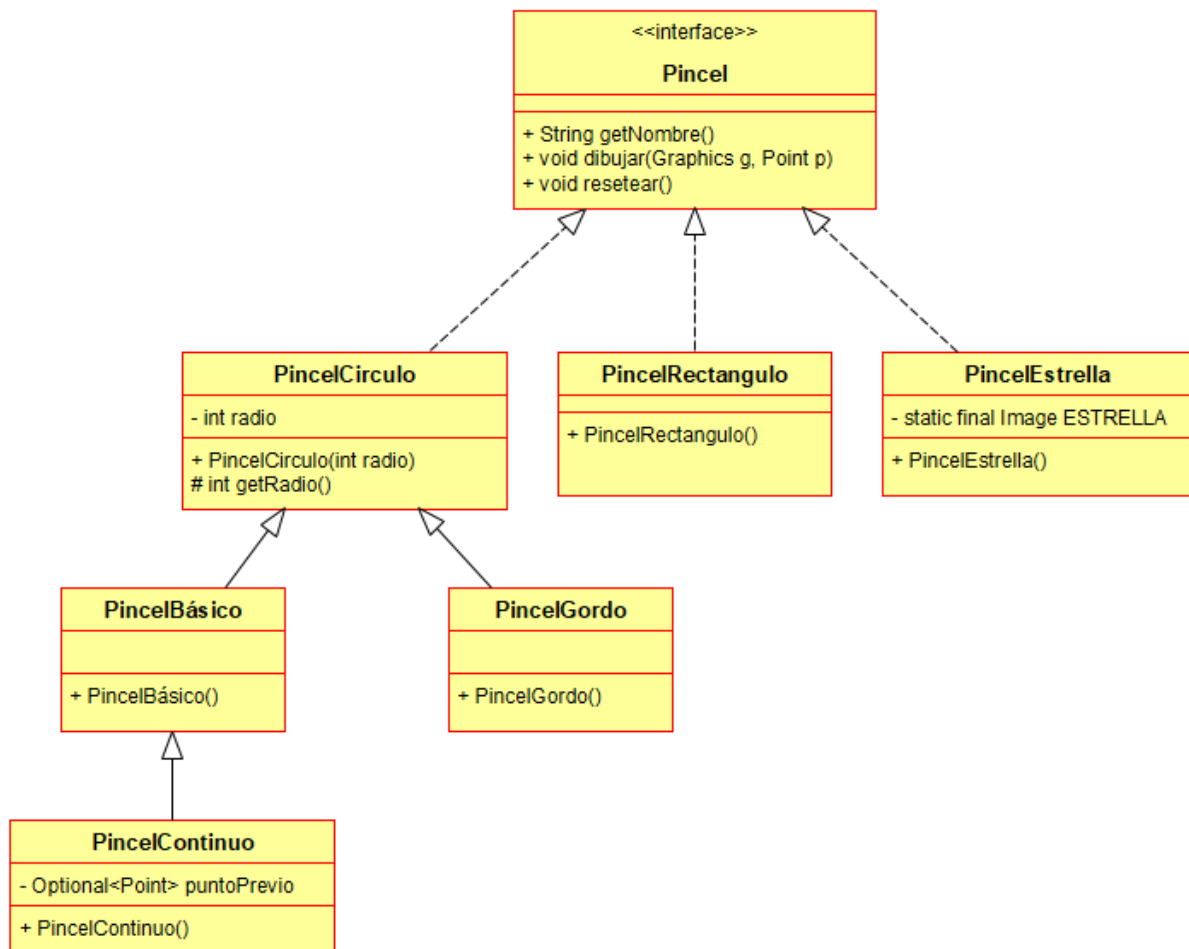 <<interface>>
Pincel
+ String getNombre()
+ void dibujar(Graphics g, Point p)
+ void resetear()
PincelCirculo
- int radio
+ PincelCirculo(int radio)
# int getRadio()
PincelRectangulo
+ PincelRectangulo()
PincelEstrella
- static final Image ESTRELLA
+ PincelEstrella()
PincelBásico
+ PincelBásico()
PincelGordo
+ PincelGordo()
PincelContinuo
- Optional<Point> puntoPrevio
+ PincelContinuo()